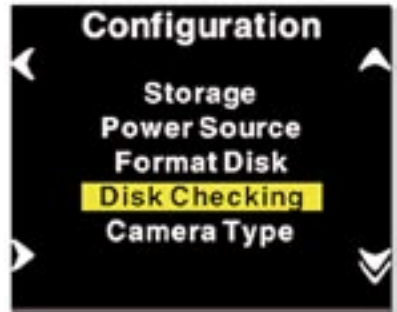 Configuration
Storage
Power Source
Format Disk
Disk Checking
Camera Type